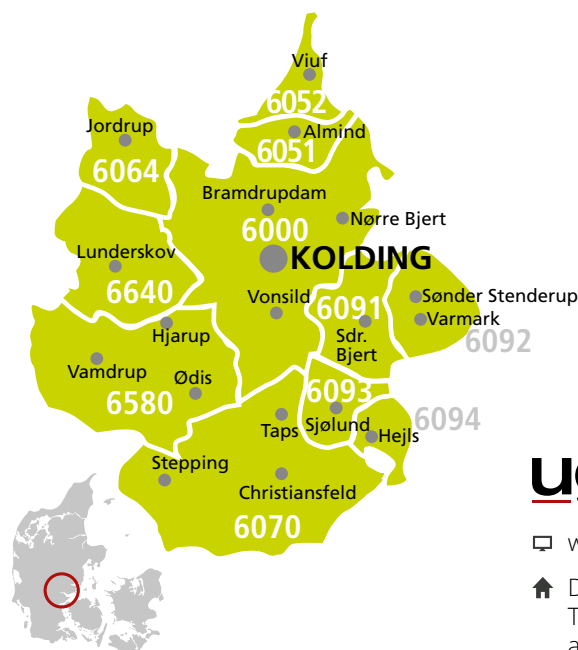 Viuf
6052
Jordrup
Almind
6051
6064
Bramdrupdam
Nørre Bjert
6000
KOLDING
Lunderskov
6640
Vonsild
6091
Sønder Stenderup
Varmark
6092
Sdr.
Bjert
Hjarup
Vamdrup
Ødis
6580
6093
Sjølund
6094
Taps
Hejls
Stepping
Christiansfeld
6070